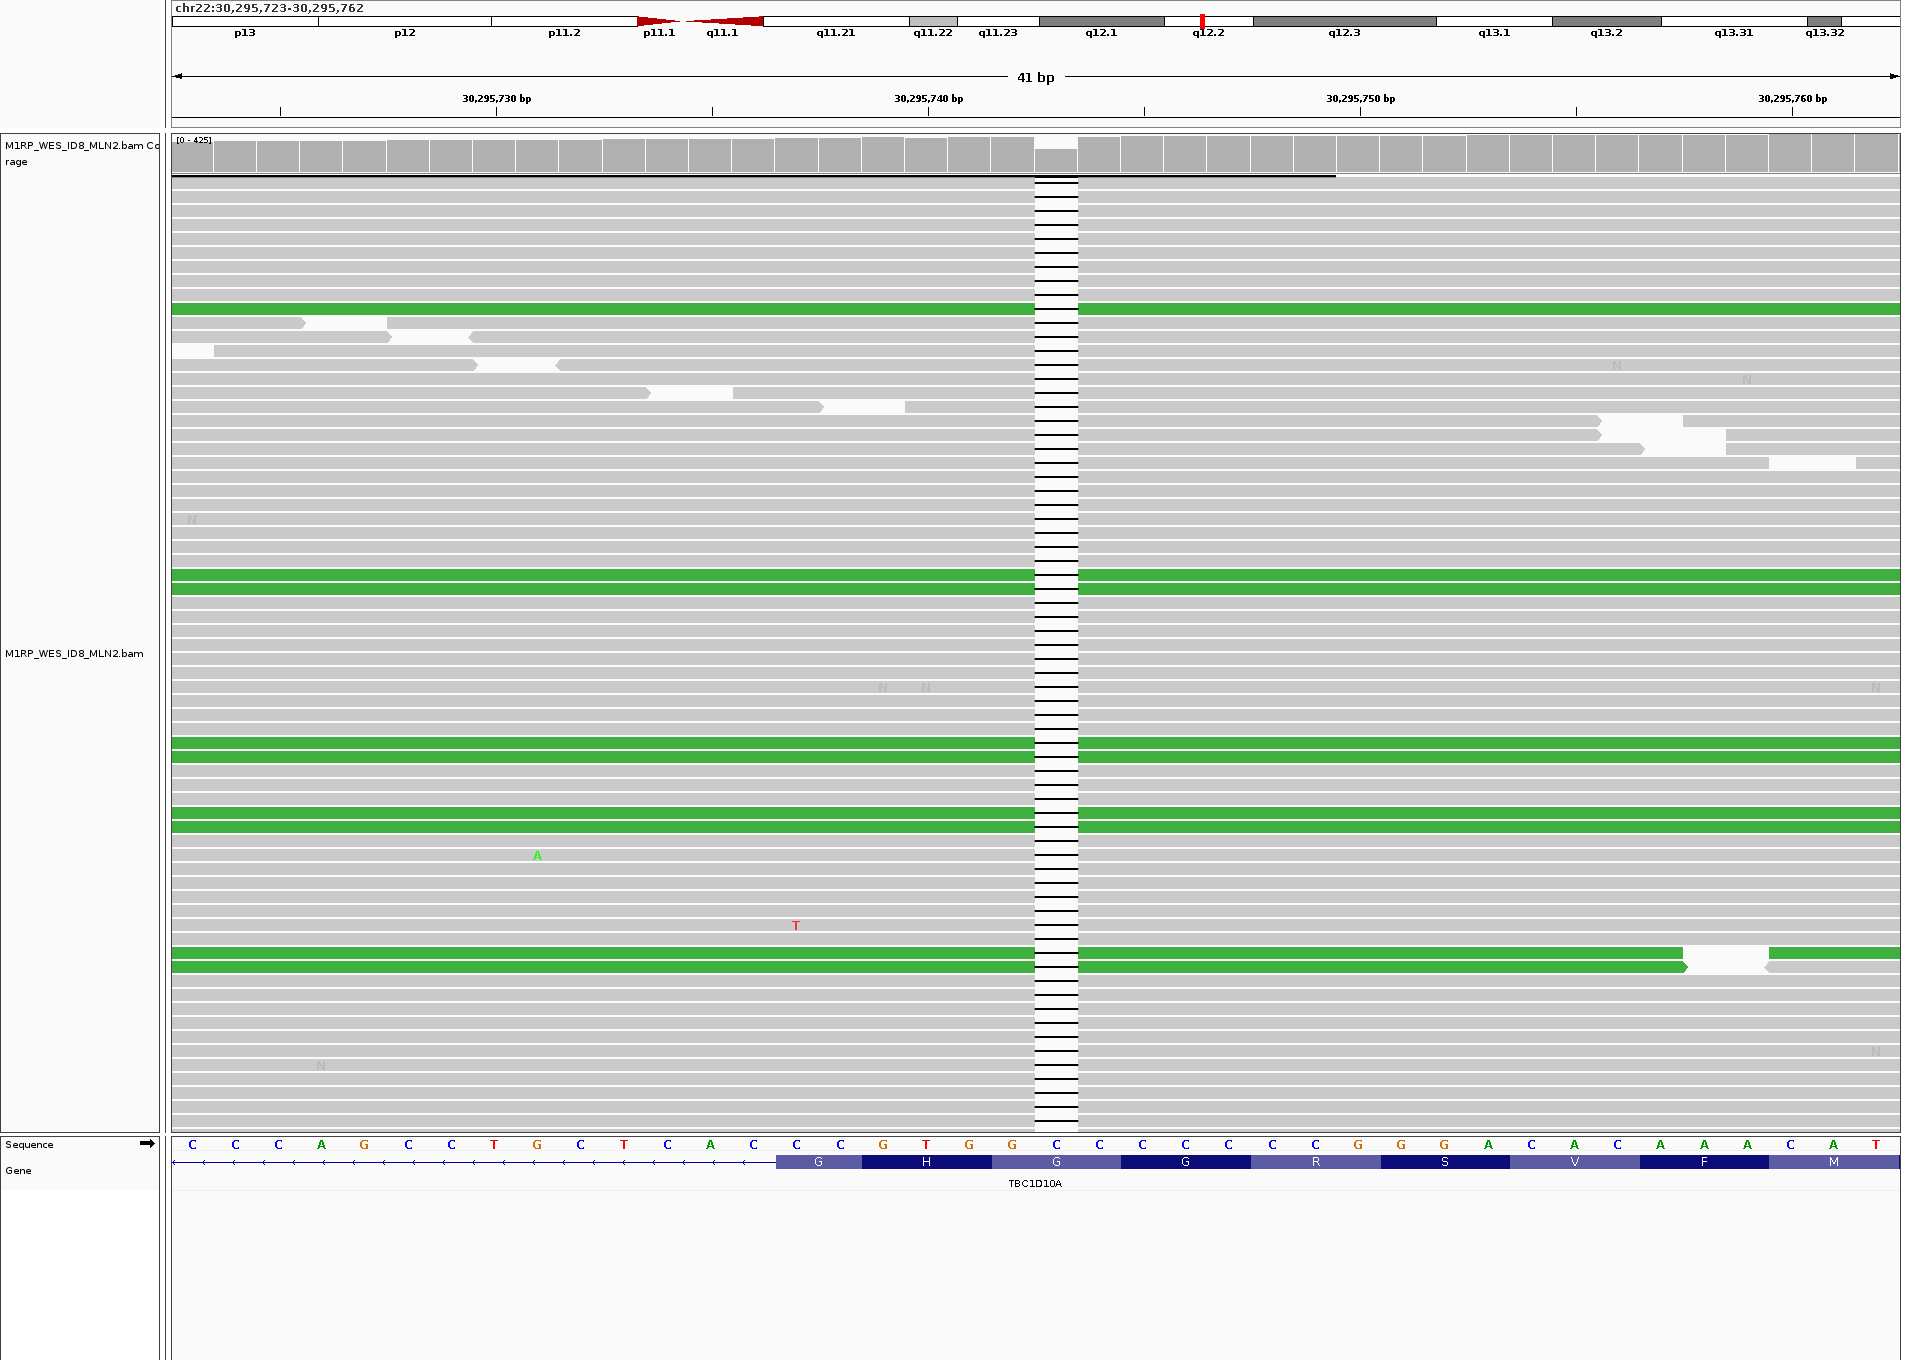 chr22:30,295,723-30,295,762
p13 p12 p11.2 p11.1 q11.1 q11.21 q11.22 q11.23 q12.1 q12.2 q12.3 q13.1 q13.2 q13.31 q13.32
41 bp
30,295,730 bp 30,295,740 bp 30,295,750 bp 30,295,760 bp
M1RP_WES_ID8_MLN2.bam Co
rage
[0 - 425]
N
N
N
M1RP_WES_ID8_MLN2.bam
N N N
A
T
N
N
Sequence C C C A G C C T G C T C A C C C G T G G C C C C C C C G G G A C A C A A A C A T
Gene G H G G R S V F M
TBC1D10A